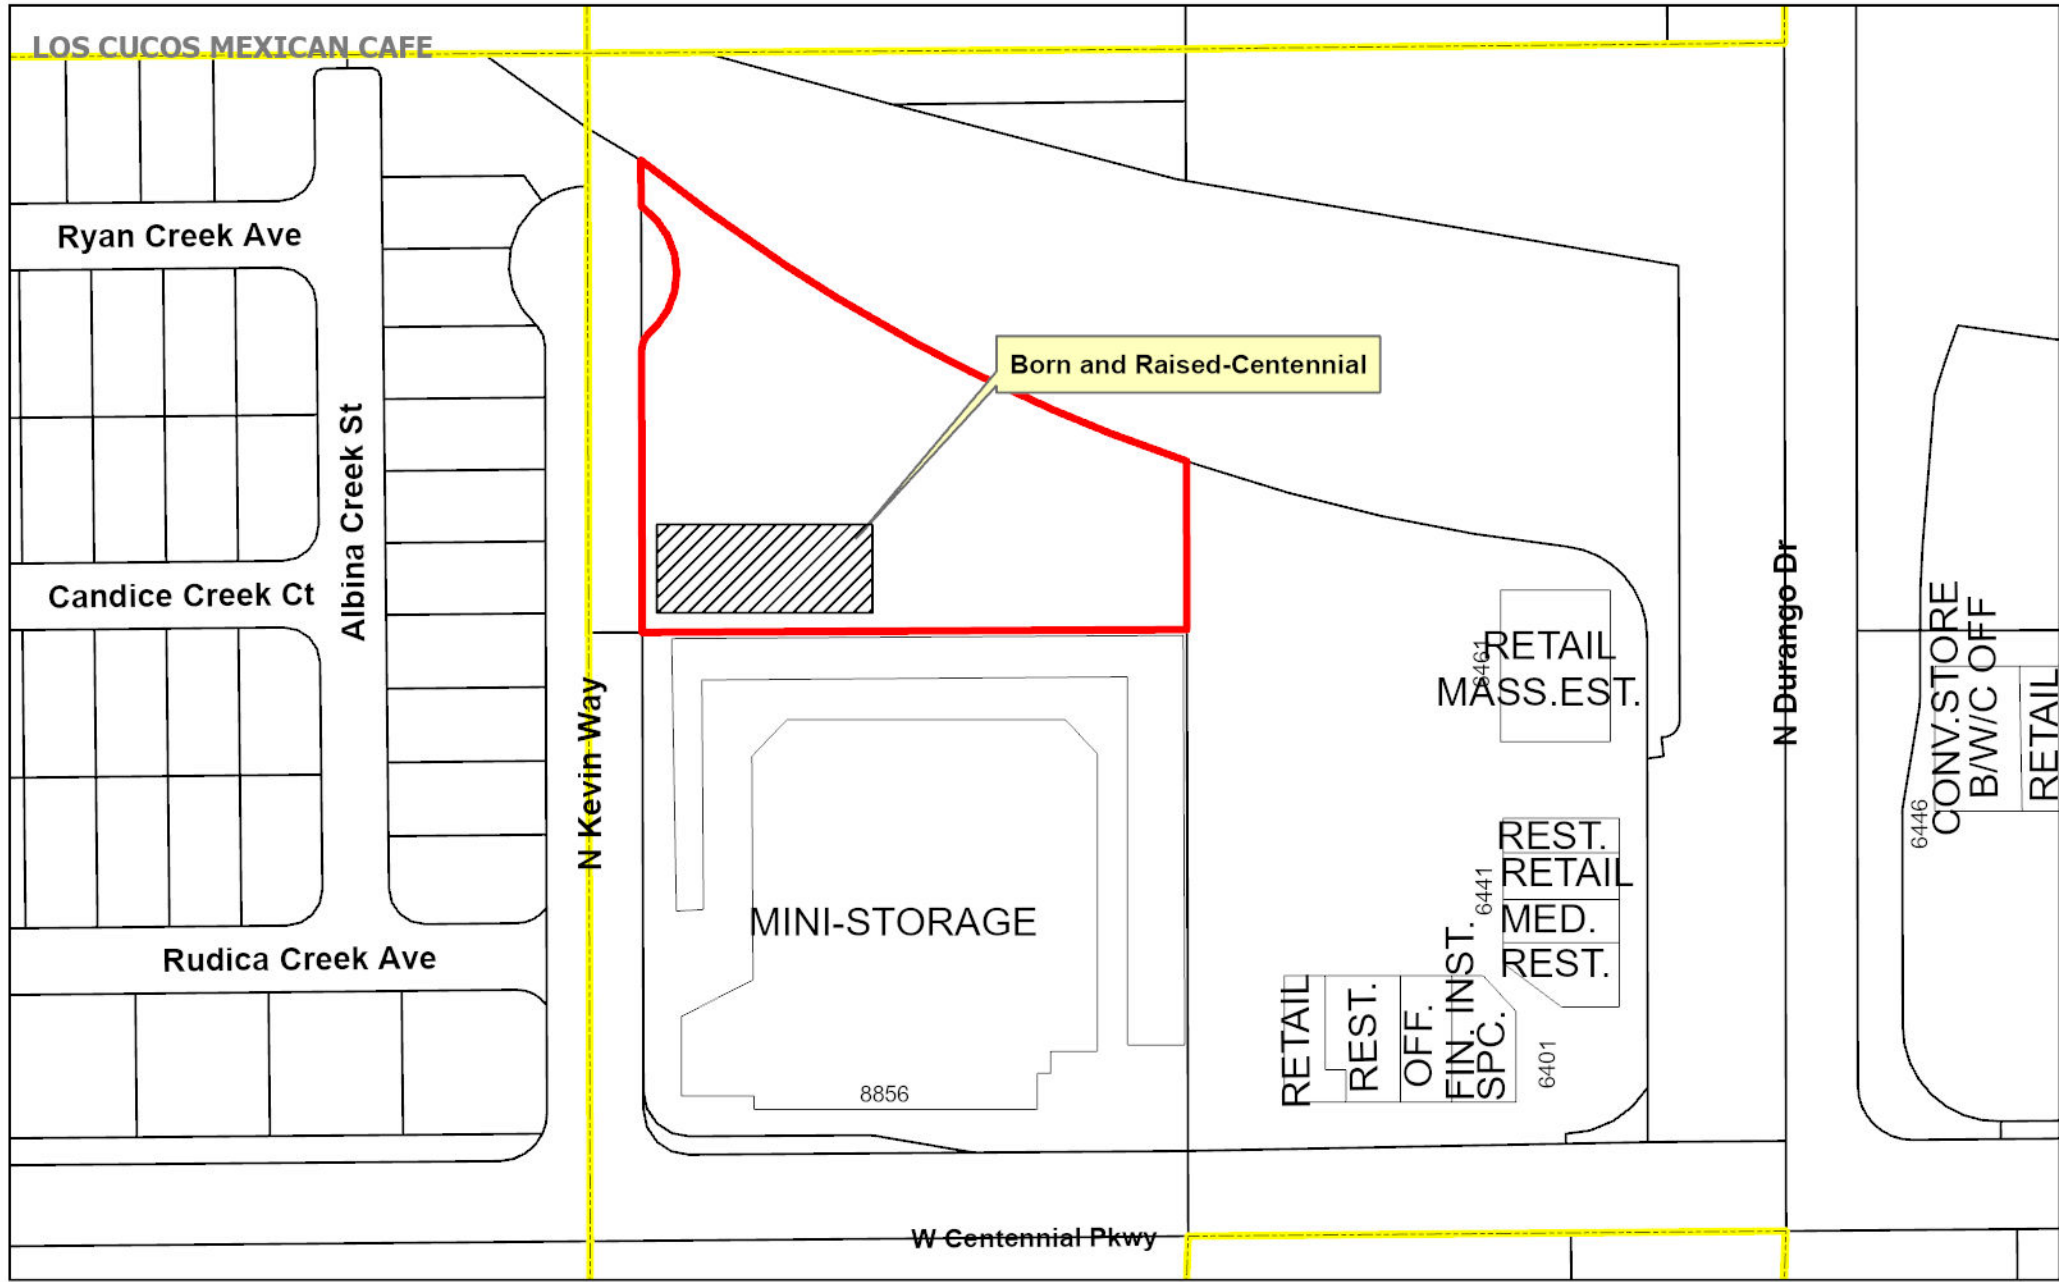 LOS CUCOS MEXICAN CAFE
Ryan Creek Ave
Born and Raised-Centennial
Albina Creek St
Candice Creek Ct
N Kevin Way
N Durango Dr
6461
RETAIL
MASS.EST.
CONV.STORE
B/W/C OFF
RETAIL
6446
REST.
RETAIL
MED.
REST.
6441
MINI-STORAGE
Rudica Creek Ave
RETAIL
REST.
OFF.
FIN. INST.
SPC.
6401
8856
W Centennial Pkwy